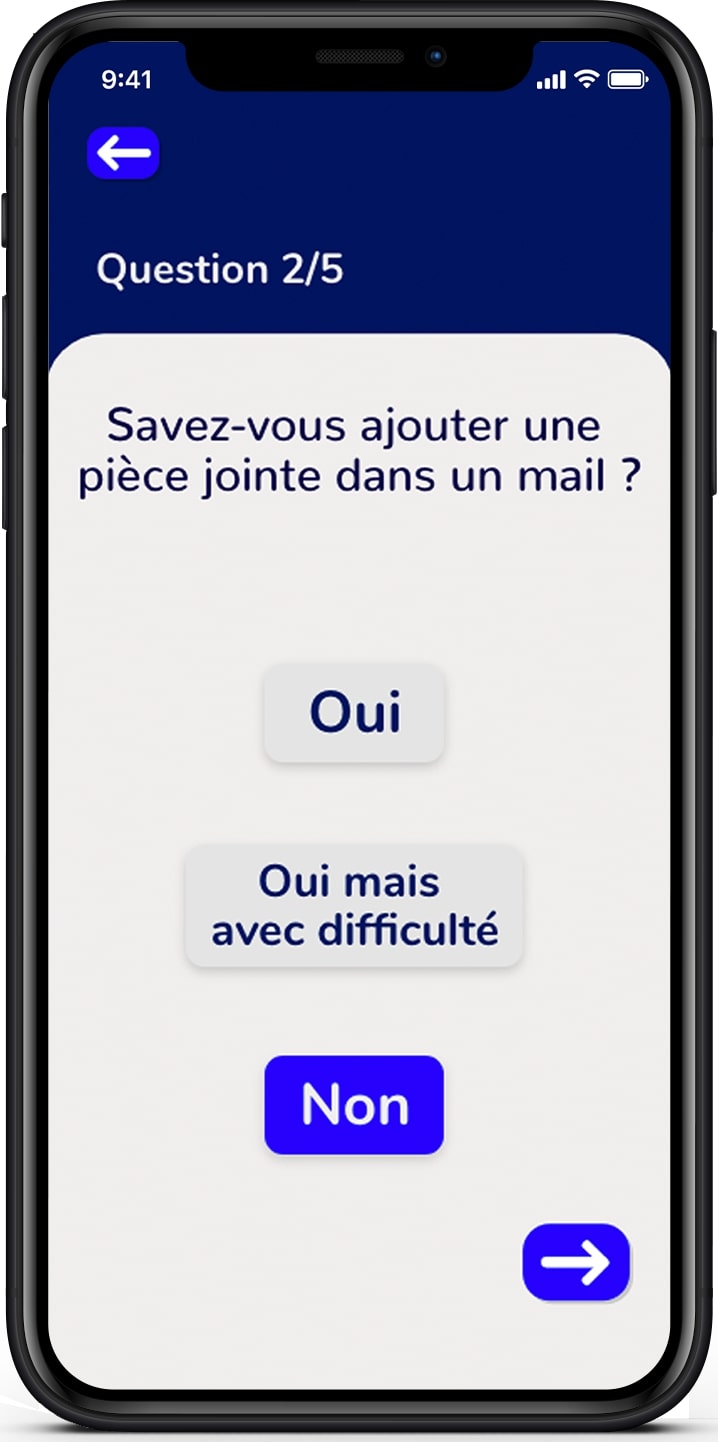 9:41
Question 2/5
Savez-vous ajouter une
pièce jointe dans un mail ?
Oui
Oui mais
avec difficulté
Non